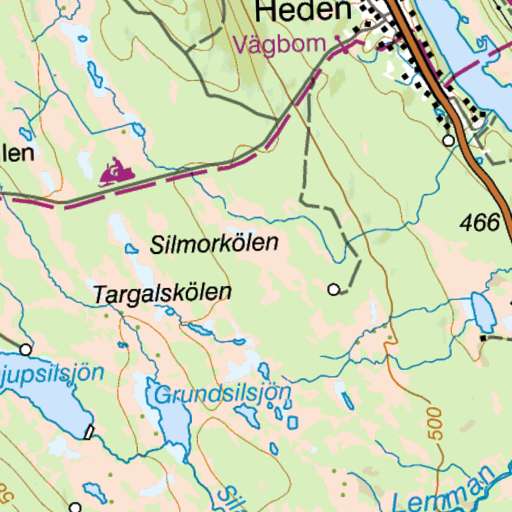 Heden
Vägbom
len
466
Silmorkölen
Targalskölen
jupsilsjön
Grundsilsjön
500
Lemman